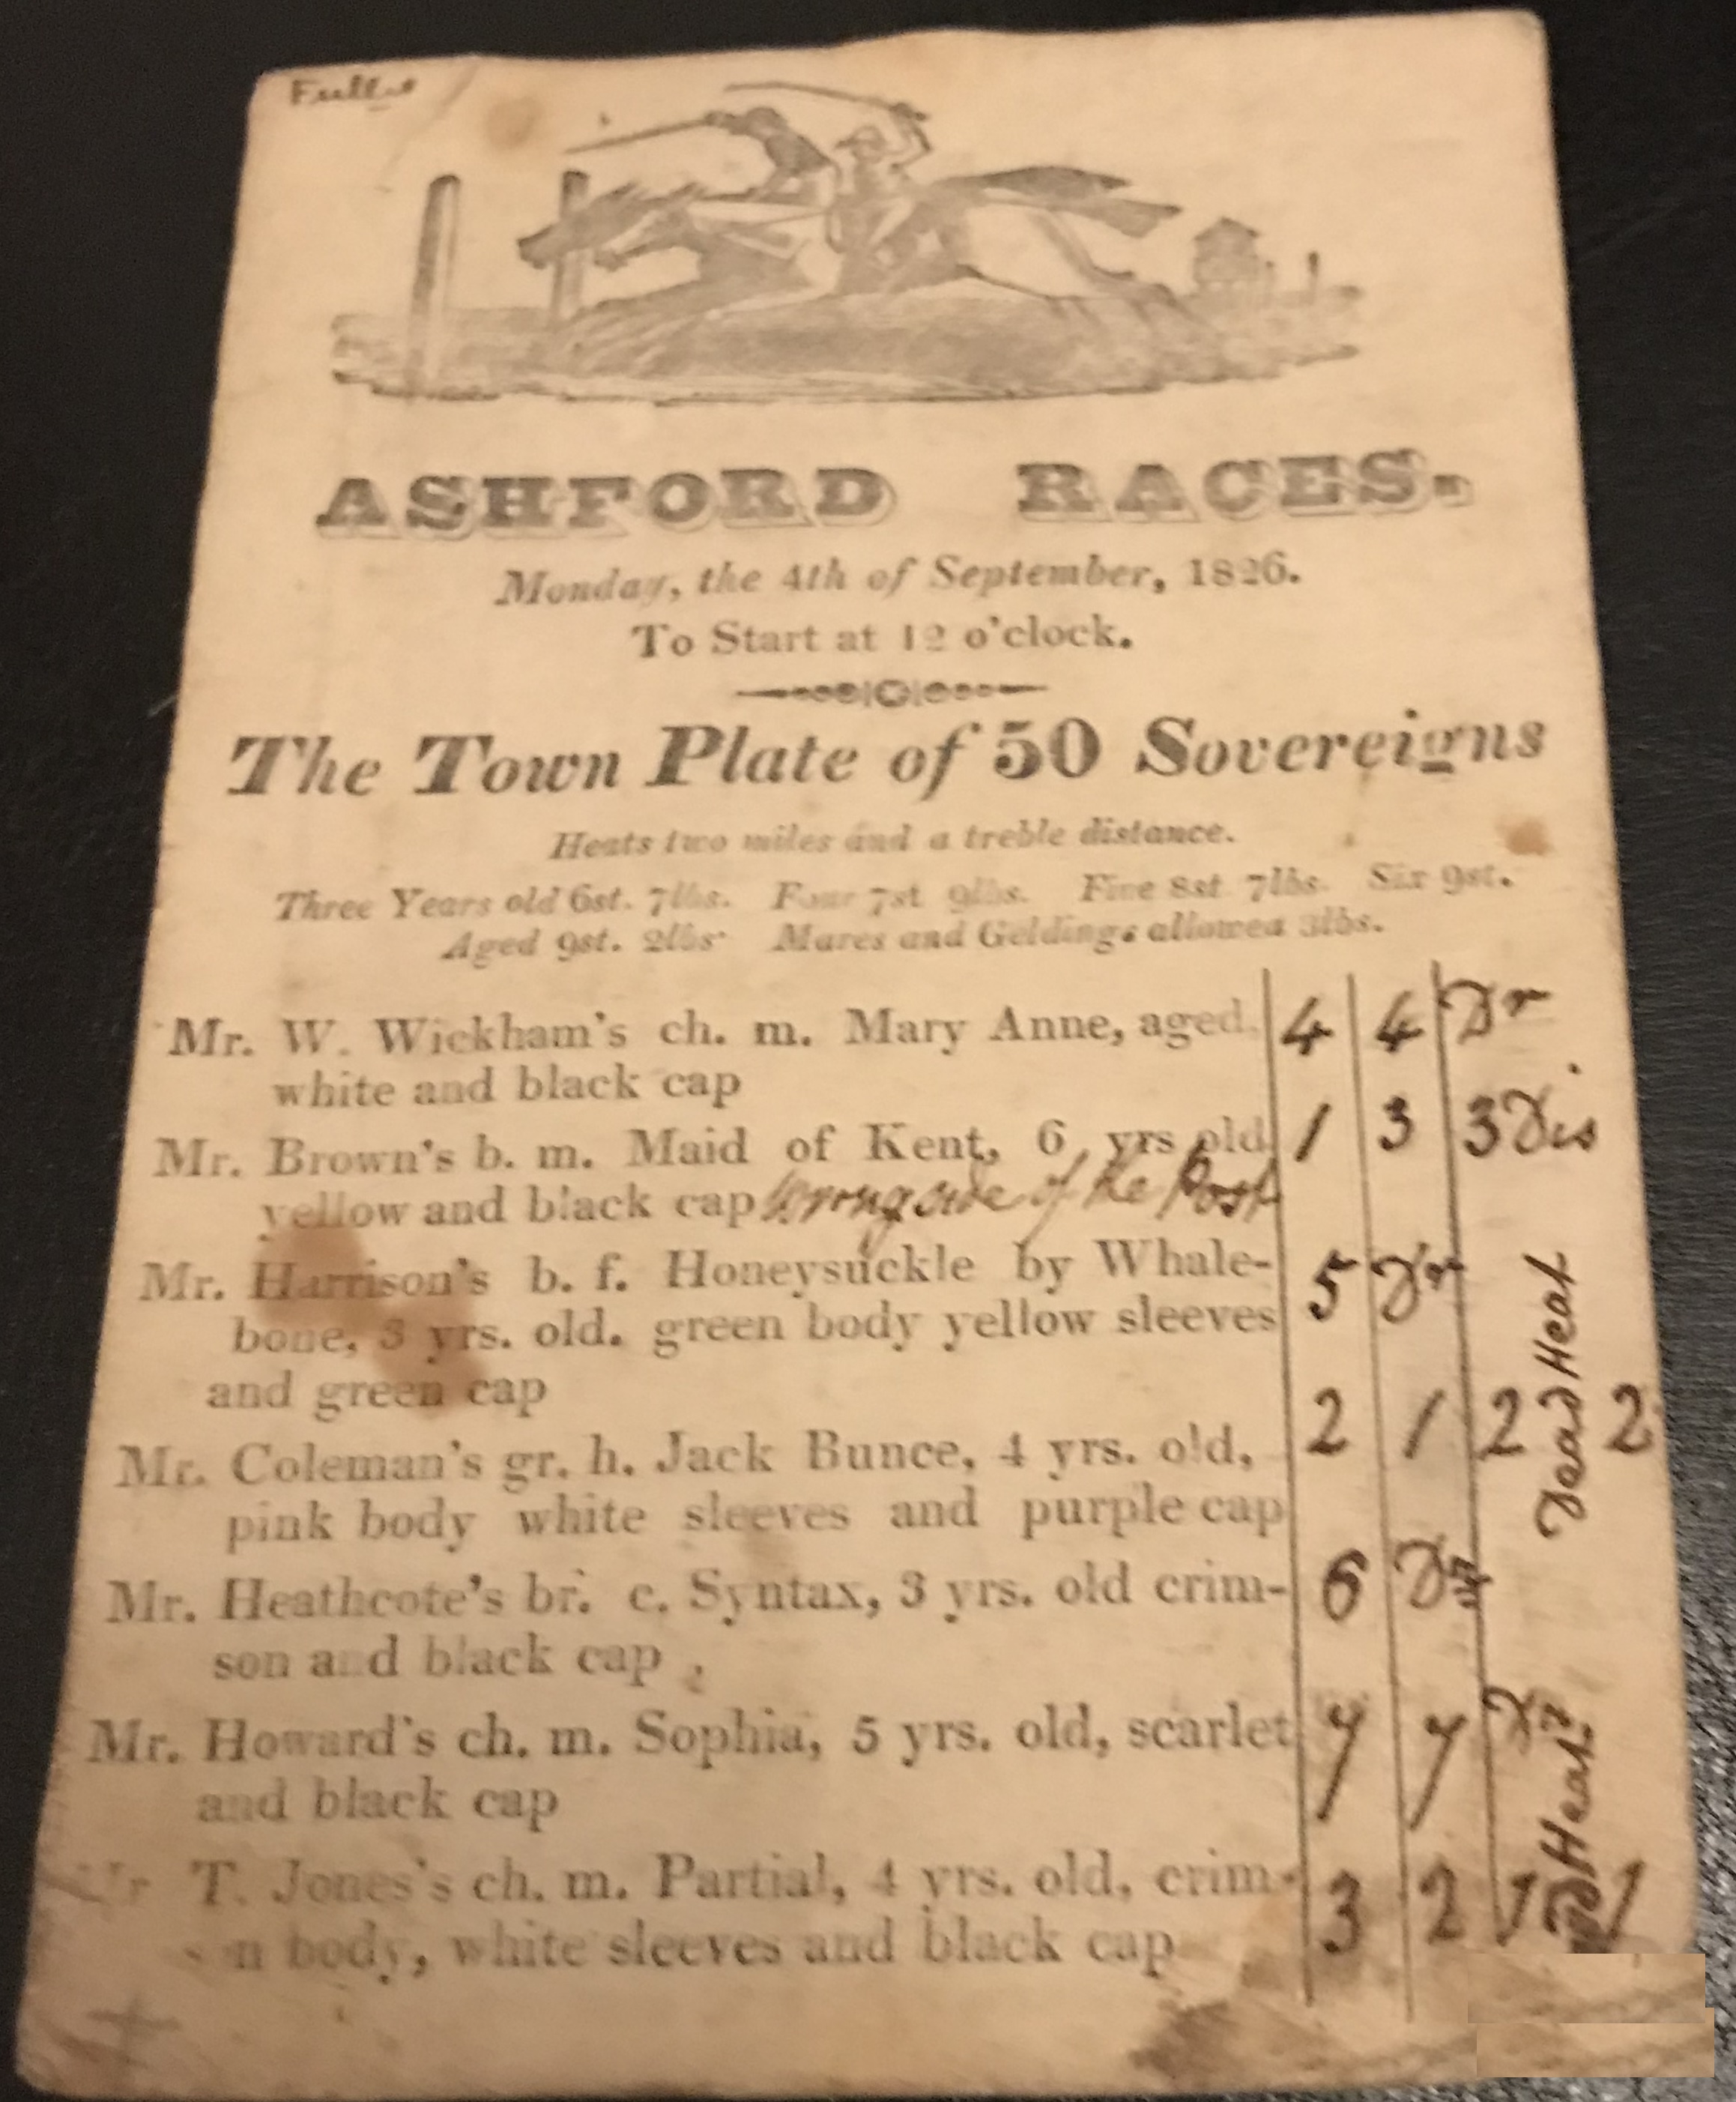 ASHFORD RACES.
Monday, the 4th of September, 1826.
To Start at 12 o'clock.
The Town Plate of 50 Sovereigns
Heats two miles and a treble distance.
Three Years old 6st. 7lbs. Four 7st 9lbs. Five 8st 7lbs. Six 9st.
Aged 9st. 2lbs Mares and Geldings allowed 3lbs.
Mr. W. Wickham's ch. m. Mary Anne, aged. 4 4 Dr
white and black cap
Mr. Brown's b. m. Maid of Kent, 6 yrs old 1 3 3 Dis
yellow and black cap wrong side of the Post
Mr. Harrison's b. f. Honeysuckle by Whale- 5 Dr
bone, 3 yrs. old. green body yellow sleeves
and green cap
Mr. Coleman's gr. h. Jack Bunce, 4 yrs. old, 2 1 2 Dead Heat 2
pink body white sleeves and purple cap
Mr. Heathcote's br. c. Syntax, 3 yrs. old crim- 6 Dr
son and black cap
Mr. Howard's ch. m. Sophia, 5 yrs. old, scarlet 7 7 Dr
and black cap
Mr T. Jones's ch. m. Partial, 4 yrs. old, crim- 3 2 1 Heat 1
son body, white sleeves and black cap